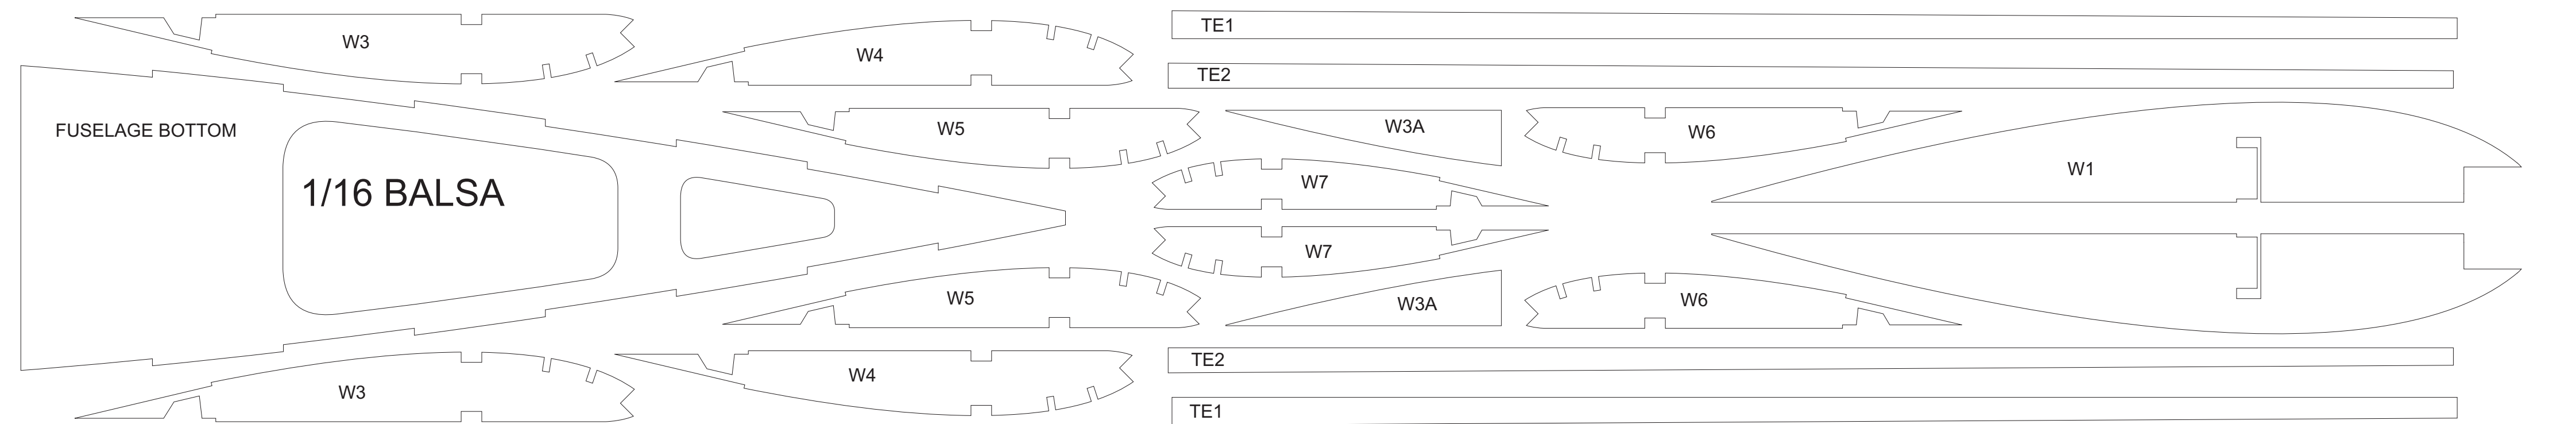 TE1
W3
W4
TE2
FUSELAGE BOTTOM
W5
W3A
W6
W1
1/16 BALSA
W7
W7
W5
W3A
W6
TE2
W4
W3
TE1